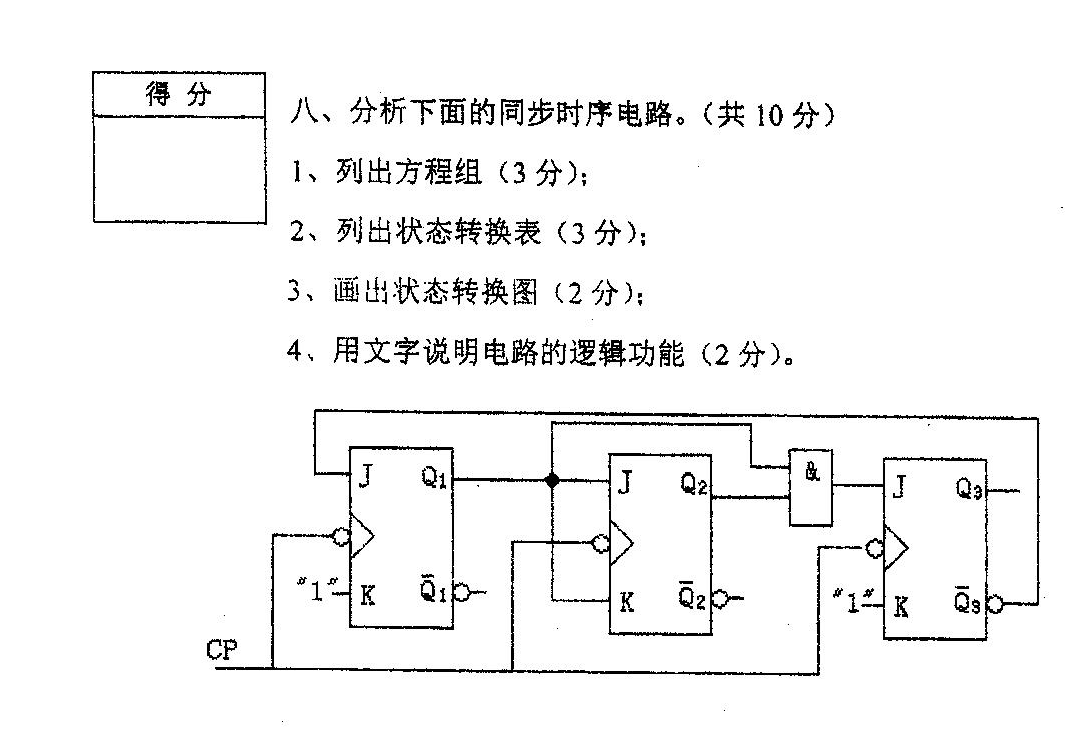 得 分
八、分析下面的同步时序电路。（共 10 分）
1、列出方程组（3 分）；
2、列出状态转换表（3 分）；
3、画出状态转换图（2 分）；
4、用文字说明电路的逻辑功能（2 分）。
J Q1 J Q2 & J Q3
"1" K Q̅1 K Q̅2 "1" K Q̅3
CP